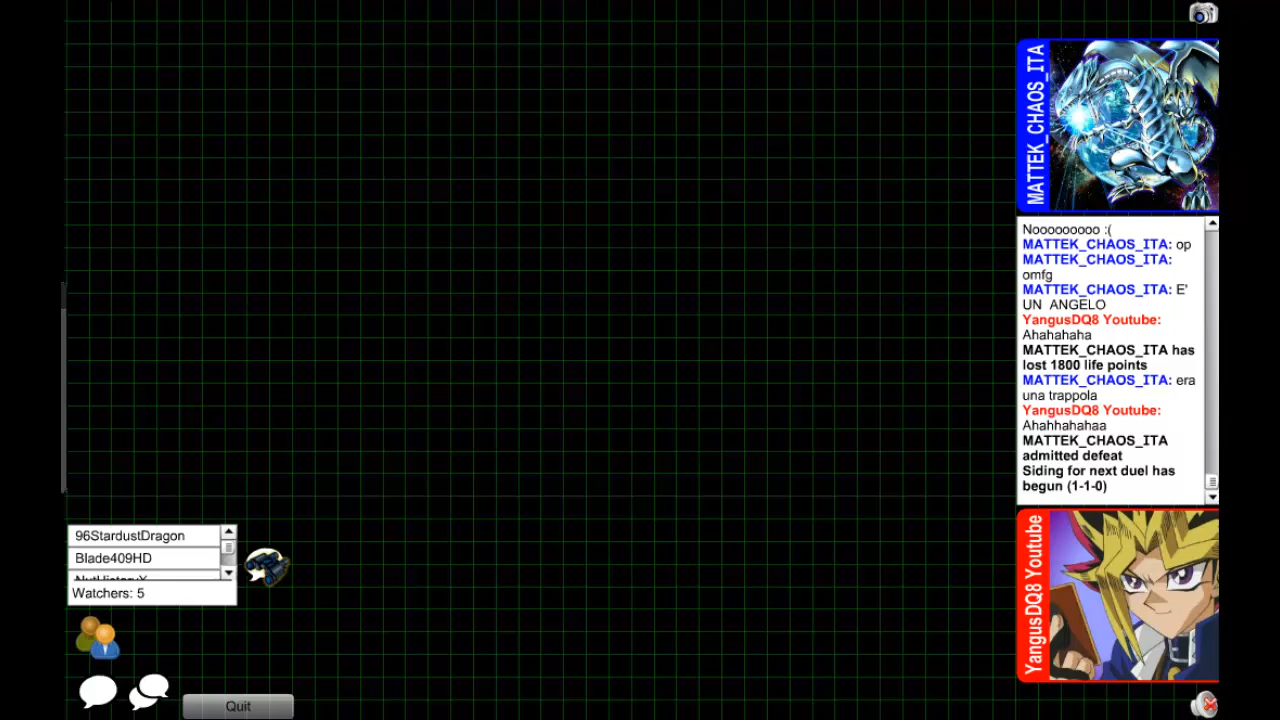 MATTEK_CHAOS_ITA
Nooooooooo :(
MATTEK_CHAOS_ITA: op
MATTEK_CHAOS_ITA:
omfg
MATTEK_CHAOS_ITA: E'
UN ANGELO
YangusDQ8 Youtube:
Ahahahaha
MATTEK_CHAOS_ITA has
lost 1800 life points
MATTEK_CHAOS_ITA: era
una trappola
YangusDQ8 Youtube:
Ahahhahahaa
MATTEK_CHAOS_ITA
admitted defeat
Siding for next duel has
begun (1-1-0)
YangusDQ8 Youtube
96StardustDragon
Blade409HD
Watchers: 5
Quit